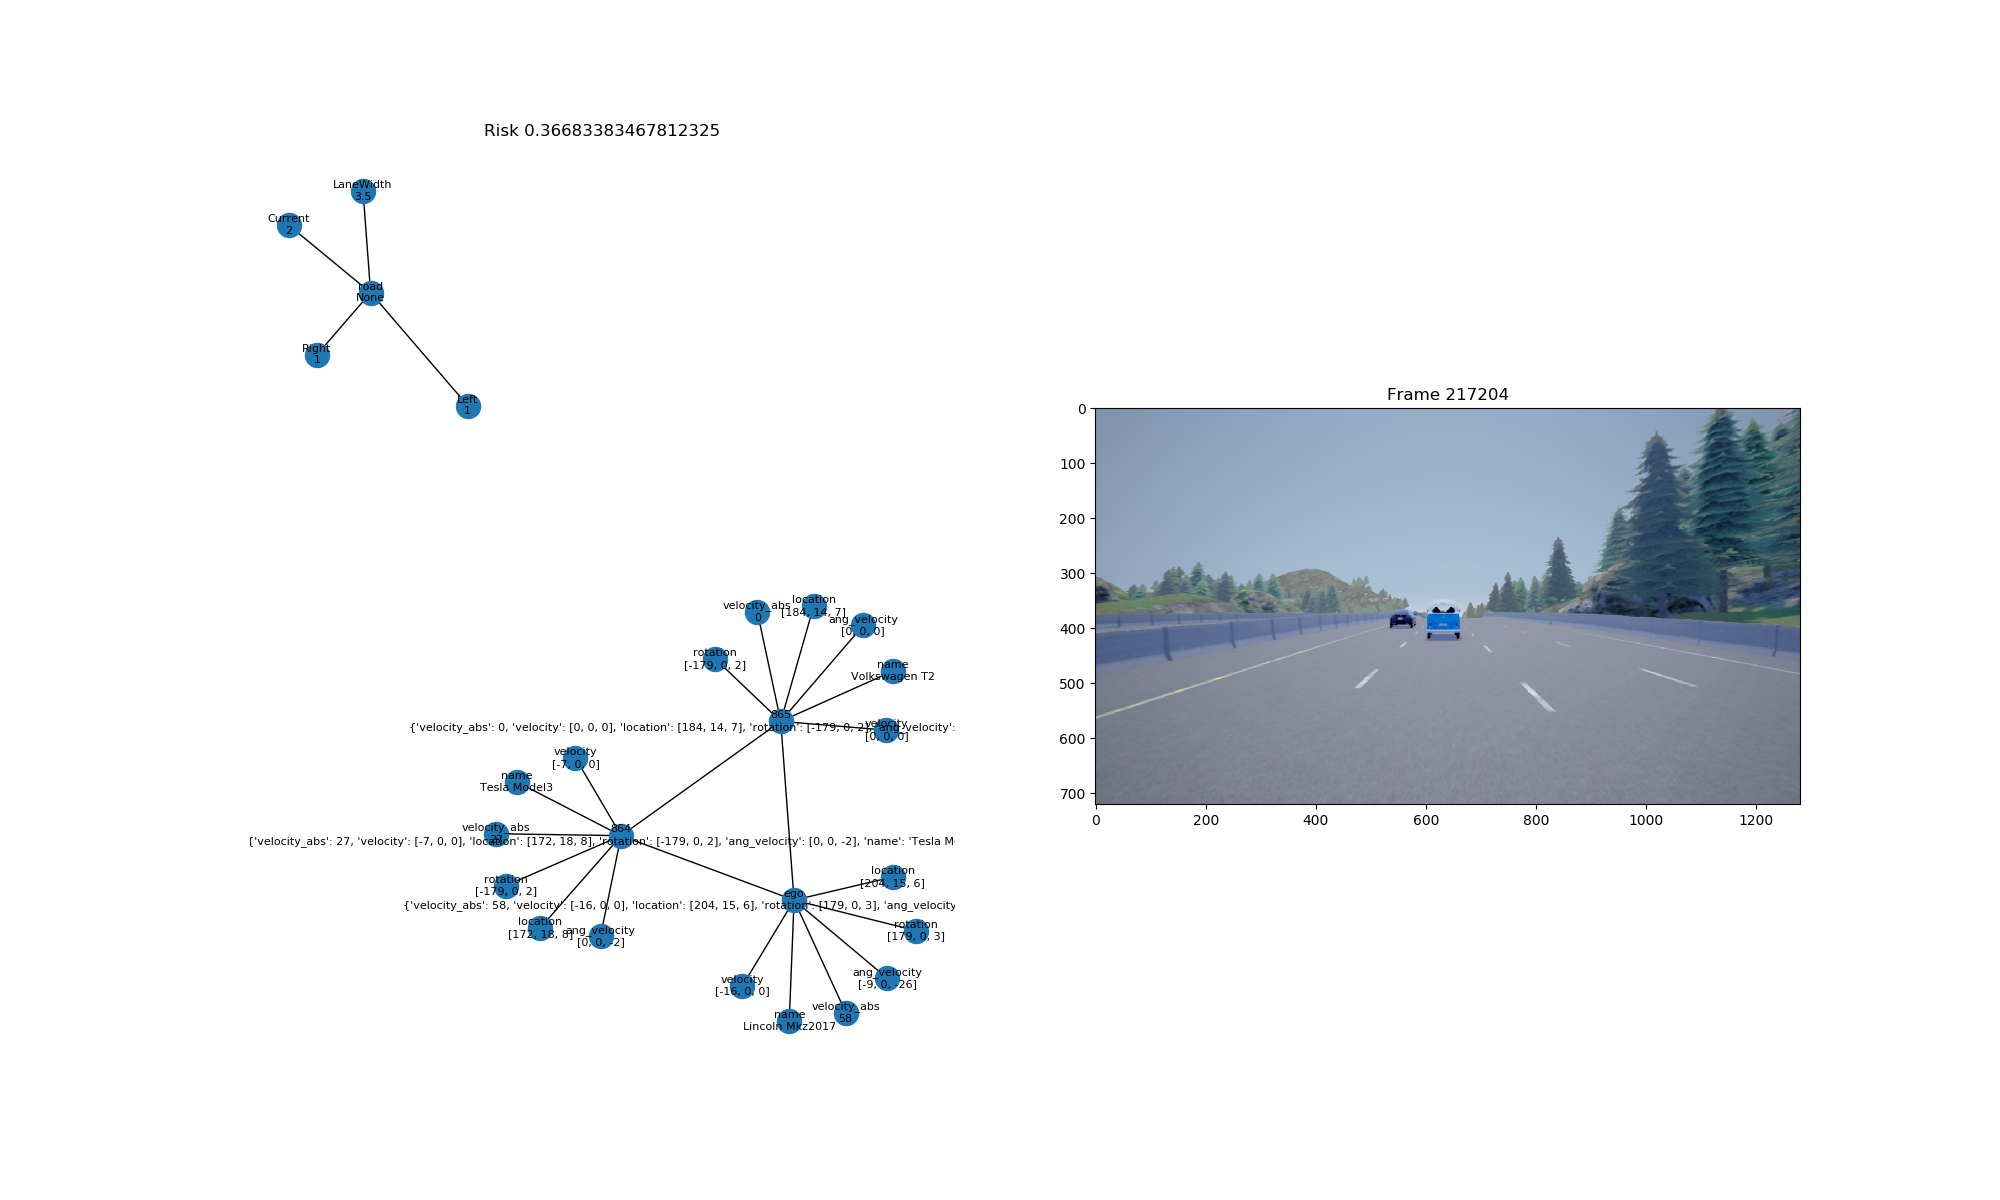 Risk 0.36683383467812325
LaneWidth
3.5
Current
2
road
None
Right
1
Left
1
velocity_abs
0
location
[184, 14, 7]
ang_velocity
[0, 0, 0]
rotation
[-179, 0, 2]
name
Volkswagen T2
865
{'velocity_abs': 0, 'velocity': [0, 0, 0], 'location': [184, 14, 7], 'rotation': [-179, 0, 2], 'ang_velocity':
velocity
[0, 0, 0]
velocity
[-7, 0, 0]
name
Tesla Model3
velocity_abs
27
864
{'velocity_abs': 27, 'velocity': [-7, 0, 0], 'location': [172, 18, 8], 'rotation': [-179, 0, 2], 'ang_velocity': [0, 0, -2], 'name': 'Tesla M
rotation
[-179, 0, 2]
location
[172, 18, 8]
ang_velocity
[0, 0, -2]
location
[204, 15, 6]
ego
{'velocity_abs': 58, 'velocity': [-16, 0, 0], 'location': [204, 15, 6], 'rotation': [179, 0, 3], 'ang_velocity
rotation
[179, 0, 3]
ang_velocity
[-9, 0, -26]
velocity
[-16, 0, 0]
velocity_abs
58
name
Lincoln Mkz2017
Frame 217204
0
100
200
300
400
500
600
700
0 200 400 600 800 1000 1200